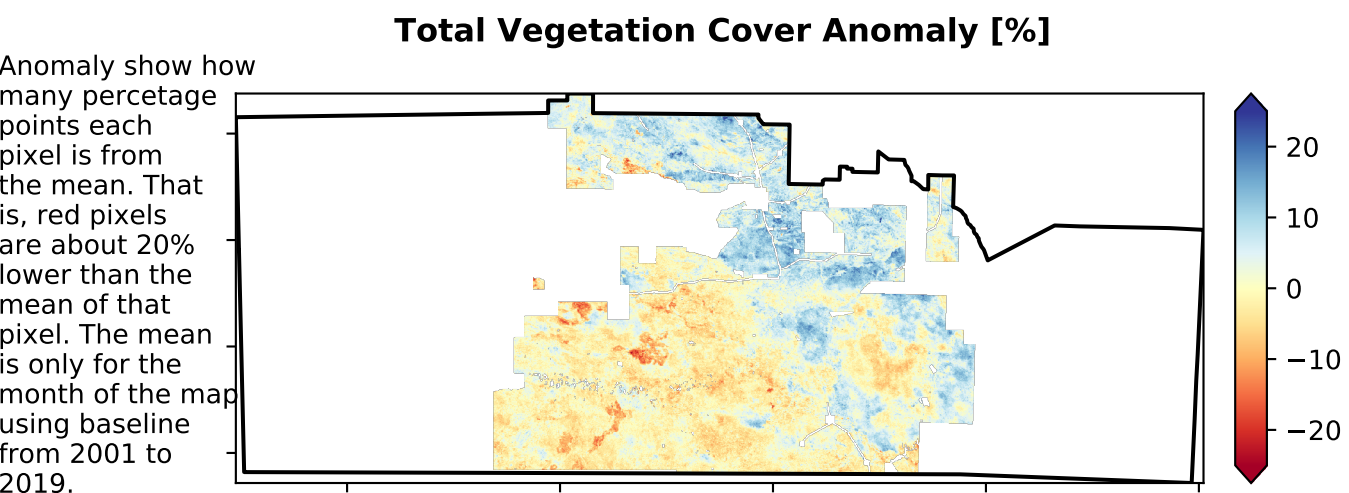 Total Vegetation Cover Anomaly [%]
Anomaly show how
many percetage
points each
pixel is from
the mean. That
is, red pixels
are about 20%
lower than the
mean of that
pixel. The mean
is only for the
month of the map
using baseline
from 2001 to
2019.
20
10
0
−10
−20